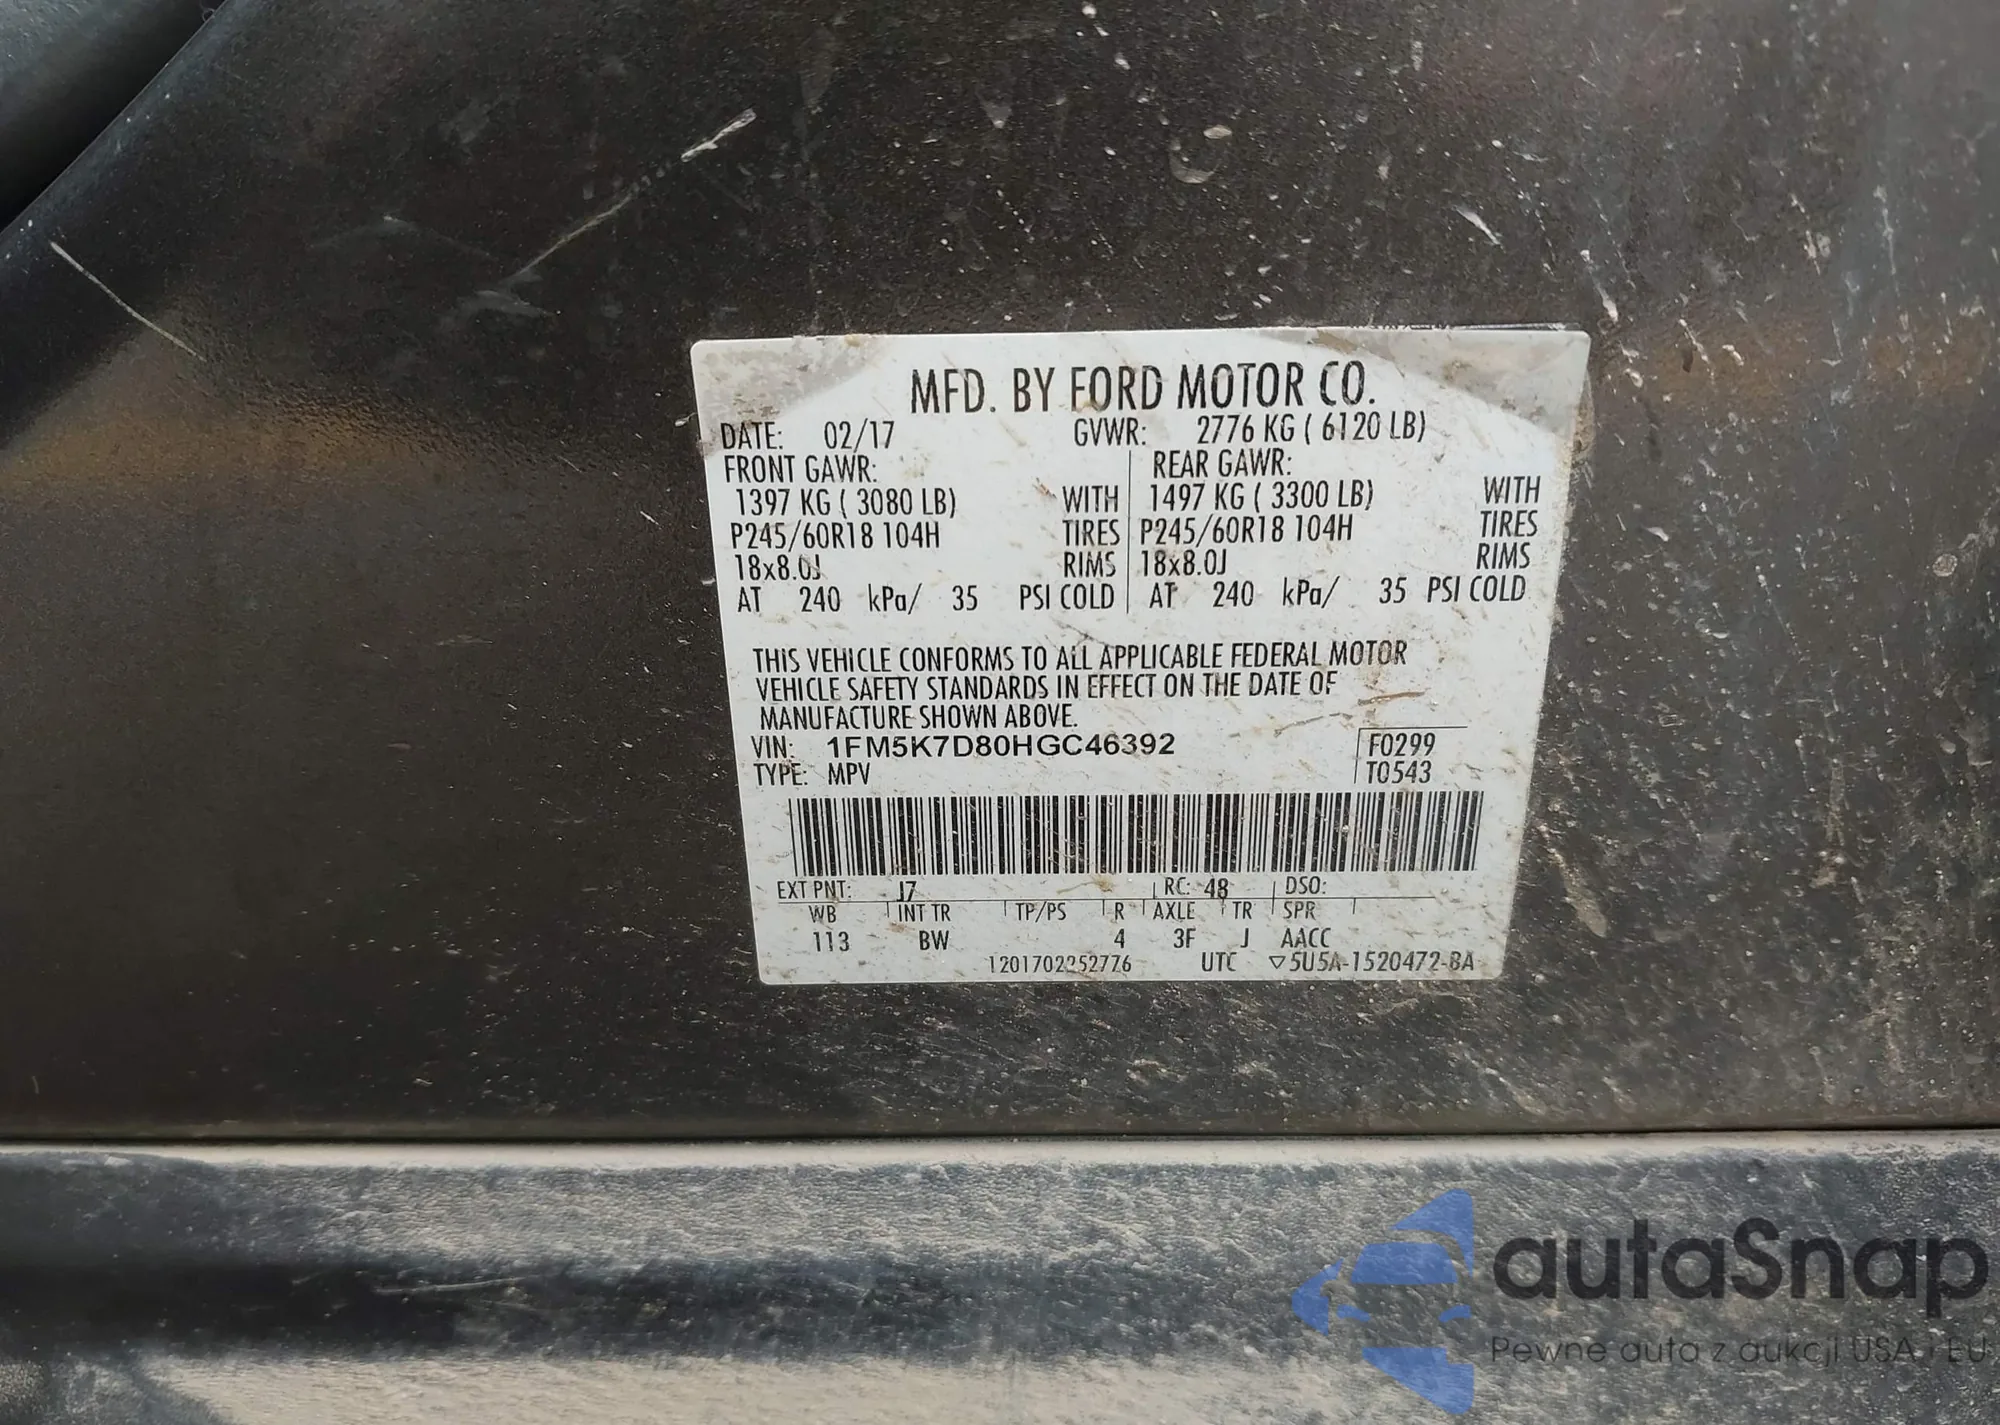 MFD. BY FORD MOTOR CO.
DATE: 02/17 GVWR: 2776 KG ( 6120 LB)
FRONT GAWR: REAR GAWR:
1397 KG ( 3080 LB) WITH 1497 KG ( 3300 LB) WITH
P245/60R18 104H TIRES P245/60R18 104H TIRES
18x8.0J RIMS 18x8.0J RIMS
AT 240 kPa/ 35 PSI COLD AT 240 kPa/ 35 PSI COLD
THIS VEHICLE CONFORMS TO ALL APPLICABLE FEDERAL MOTOR
VEHICLE SAFETY STANDARDS IN EFFECT ON THE DATE OF
MANUFACTURE SHOWN ABOVE.
VIN: 1FM5K7D80HGC46392 F0299
TYPE: MPV T0543
EXT PNT: J7 RC: 48 DSO:
WB INT TR TP/PS R AXLE TR SPR
113 BW 4 3F J AACC
1201702252776 UTC ▽5U5A-1520472-BA
autaSnap
Pewne auta z aukcji USA i EU